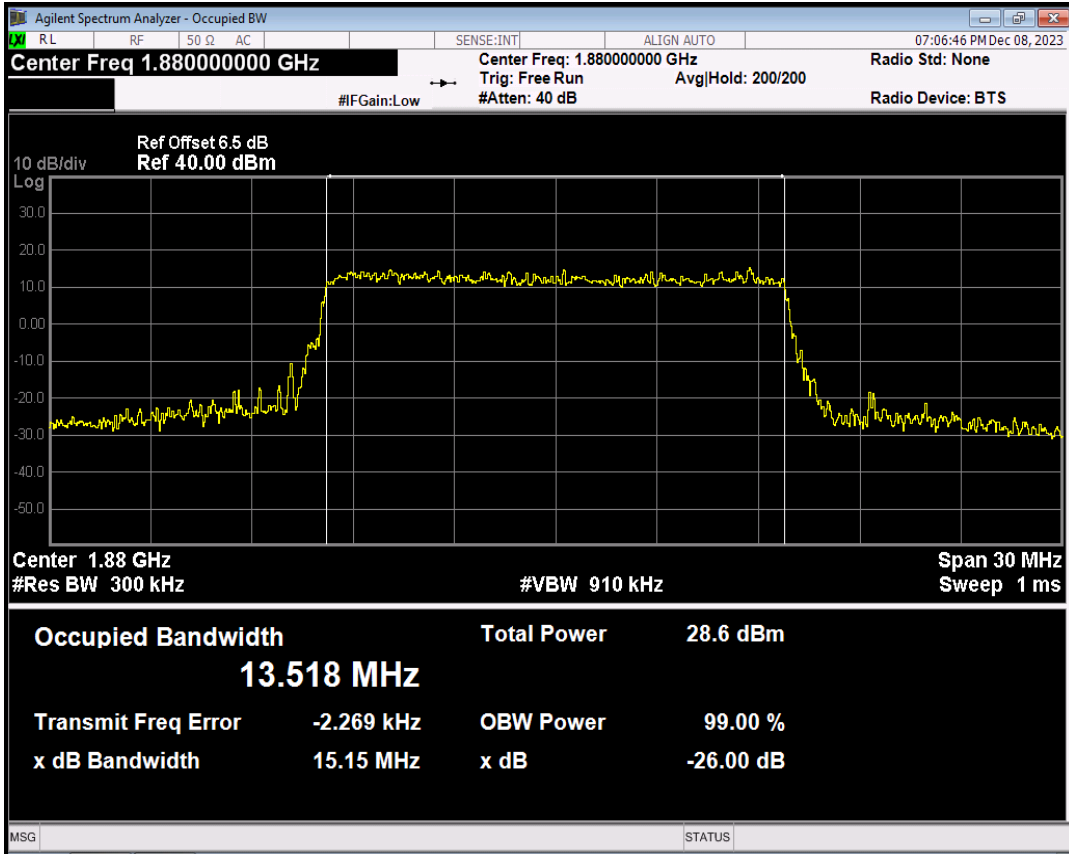 Agilent Spectrum Analyzer - Occupied BW
LXI RL RF 50 Ω AC SENSE:INT ALIGN AUTO 07:06:46 PM Dec 08, 2023
Center Freq 1.880000000 GHz Center Freq: 1.880000000 GHz Radio Std: None
Trig: Free Run Avg|Hold: 200/200
#IFGain:Low #Atten: 40 dB Radio Device: BTS
Ref Offset 6.5 dB
10 dB/div Ref 40.00 dBm
Log
30.0
20.0
10.0
0.00
-10.0
-20.0
-30.0
-40.0
-50.0
Center 1.88 GHz Span 30 MHz
#Res BW 300 kHz #VBW 910 kHz Sweep 1 ms
Occupied Bandwidth Total Power 28.6 dBm
13.518 MHz
Transmit Freq Error -2.269 kHz OBW Power 99.00 %
x dB Bandwidth 15.15 MHz x dB -26.00 dB
MSG STATUS